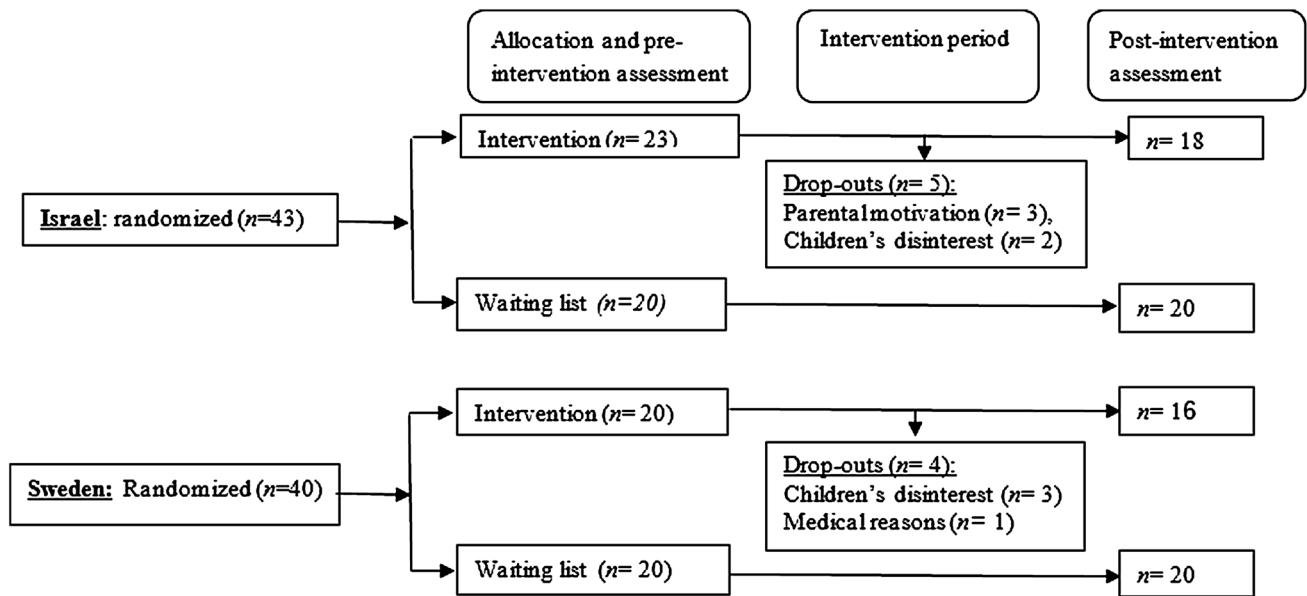 Allocation and pre-
intervention assessment
Intervention period
Post-intervention
assessment
Intervention (n= 23)
n= 18
Drop-outs (n= 5):
Parental motivation (n= 3),
Children's disinterest (n= 2)
Israel: randomized (n=43)
Waiting list (n=20)
n= 20
Intervention (n= 20)
n= 16
Drop-outs (n= 4):
Children's disinterest (n= 3)
Medical reasons (n= 1)
Sweden: Randomized (n=40)
Waiting list (n= 20)
n= 20